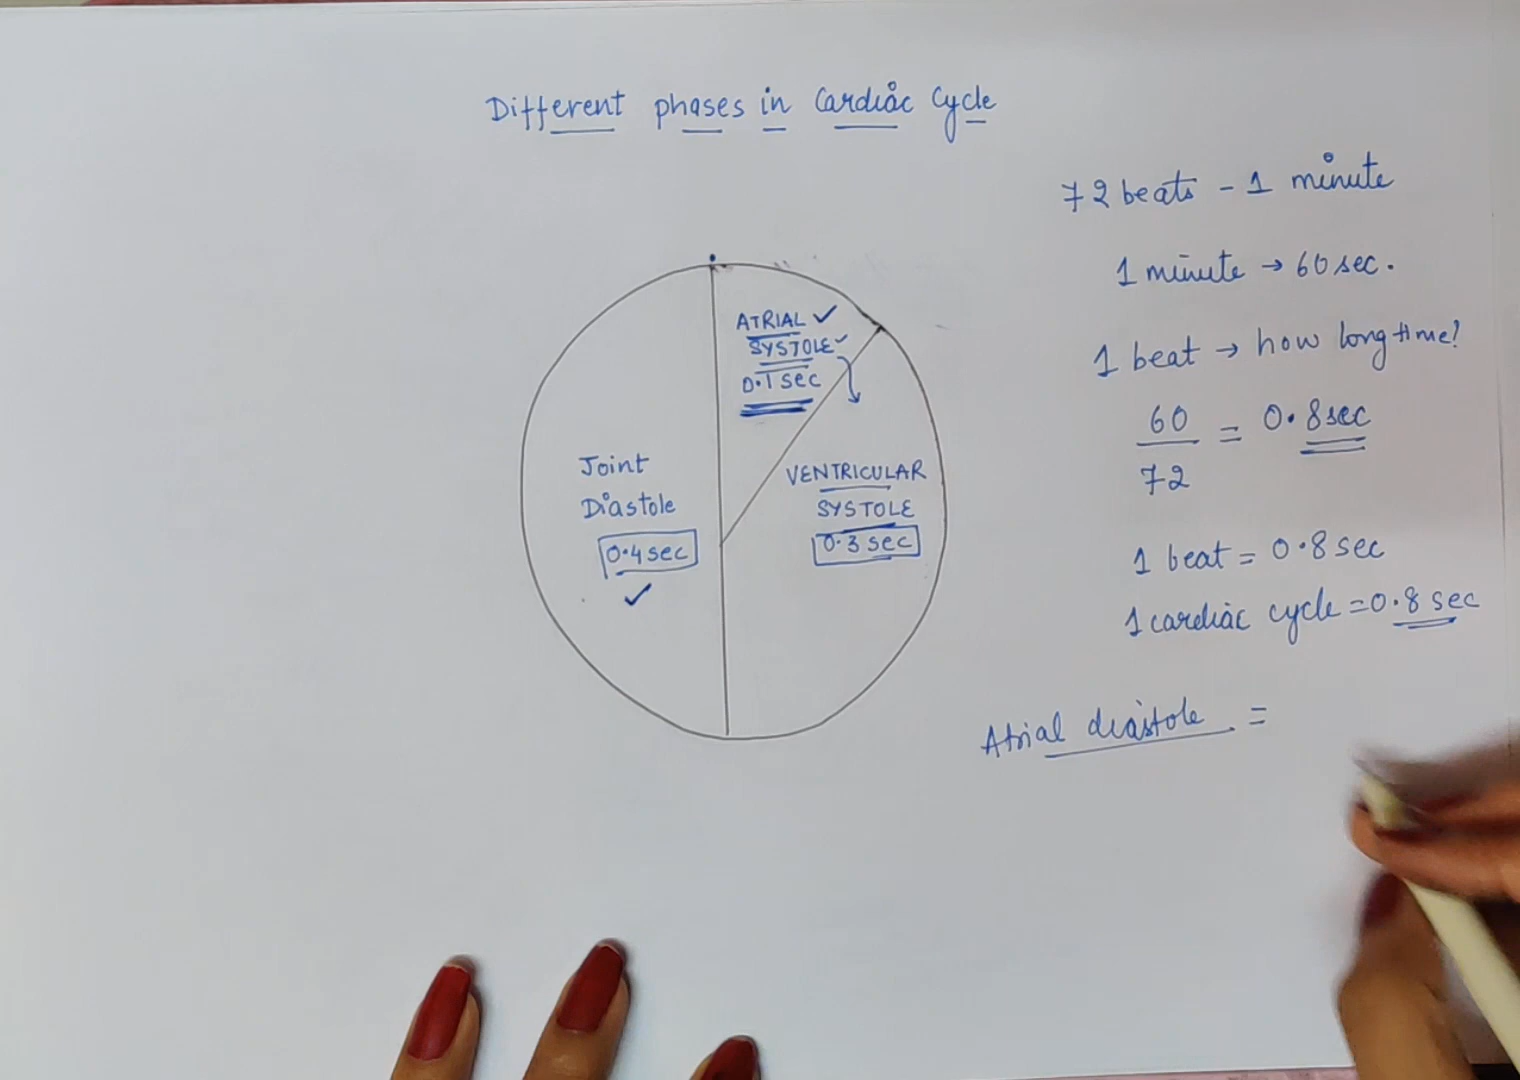 Different phases in Cardiac Cycle
72 beats - 1 minute
1 minute → 60 sec.
1 beat → how long time?
60
72
= 0.8sec
1 beat = 0.8 sec
1 cardiac cycle = 0.8 sec
Atrial diastole =
ATRIAL ✓
SYSTOLE ✓
0.1 sec
VENTRICULAR
SYSTOLE
0.3 sec
Joint
Diastole
0.4 sec
✓